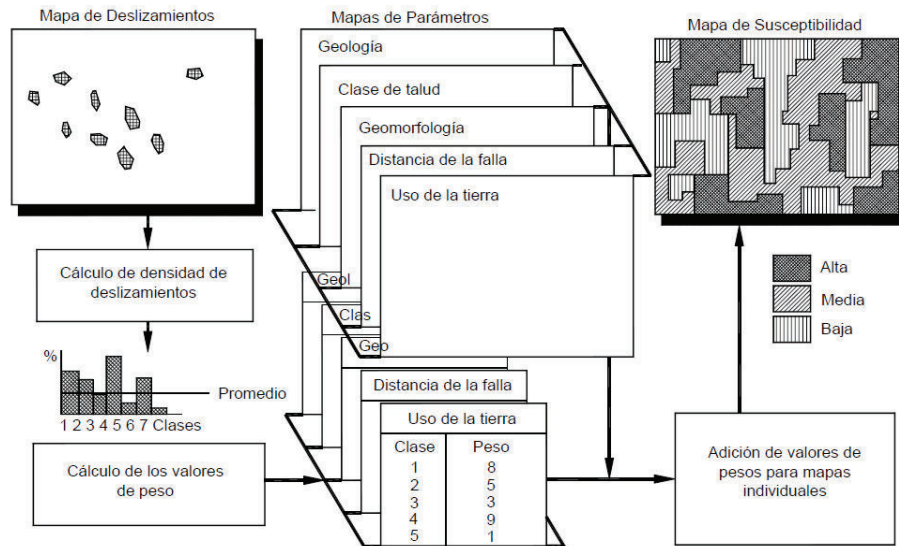 Mapa de Deslizamientos
Mapas de Parámetros
Mapa de Susceptibilidad
Geología
Clase de talud
Geomorfología
Distancia de la falla
Uso de la tierra
Cálculo de densidad de
deslizamientos
%
Promedio
1 2 3 4 5 6 7 Clases
Cálculo de los valores
de peso
Geol
Clas
Geo
Distancia de la falla
Uso de la tierra
Clase Peso
1 8
2 5
3 3
4 9
5 1
Alta
Media
Baja
Adición de valores de
pesos para mapas
individuales